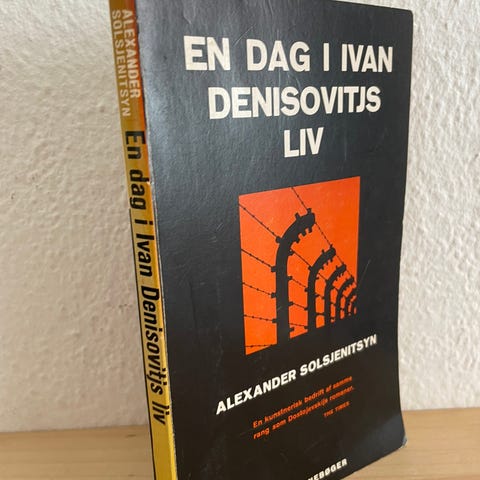 ALEXANDER
SOLSJENITSYN
En dag i Ivan Denisovitjs liv
EN DAG I IVAN
DENISOVITJS
LIV
ALEXANDER SOLSJENITSYN
En kunstnerisk bedrift af samme
rang som Dostojevskijs romaner.
THE TIMES